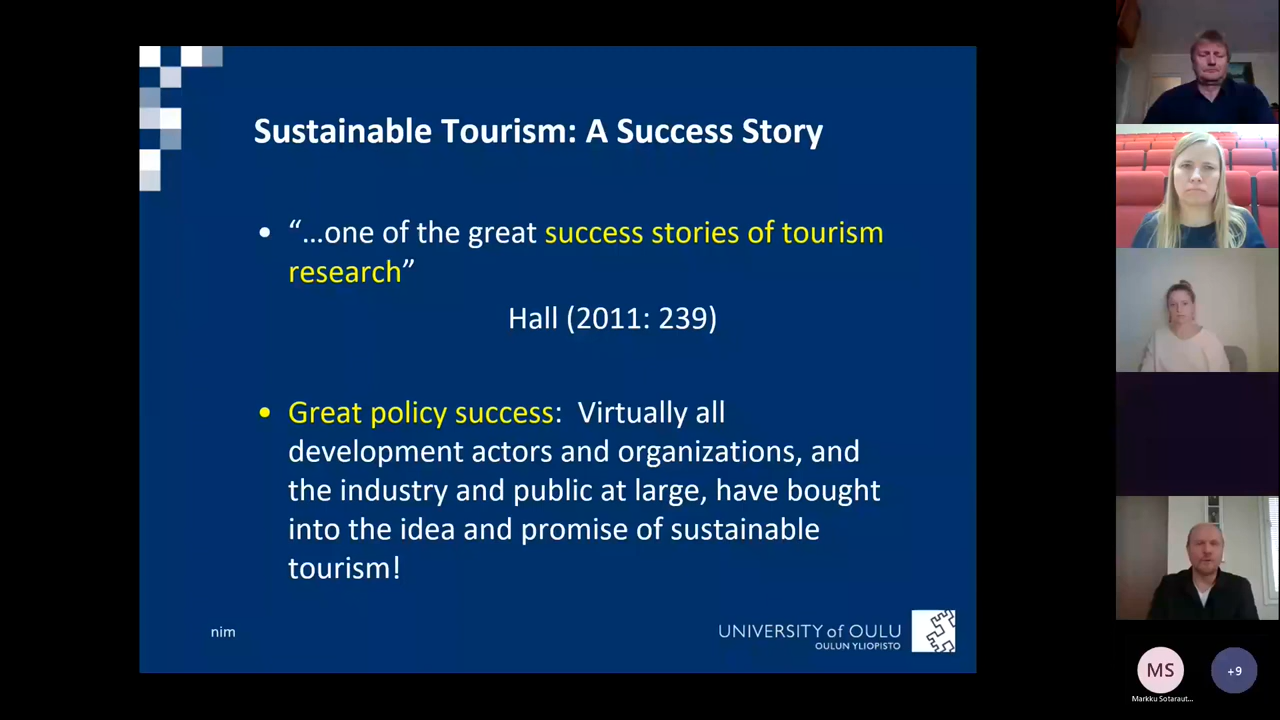 Sustainable Tourism: A Success Story
• “...one of the great success stories of tourism
research”
Hall (2011: 239)
• Great policy success: Virtually all
development actors and organizations, and
the industry and public at large, have bought
into the idea and promise of sustainable
tourism!
nim
UNIVERSITY of OULU
OULUN YLIOPISTO
MS
+9
Markku Sotaraut...